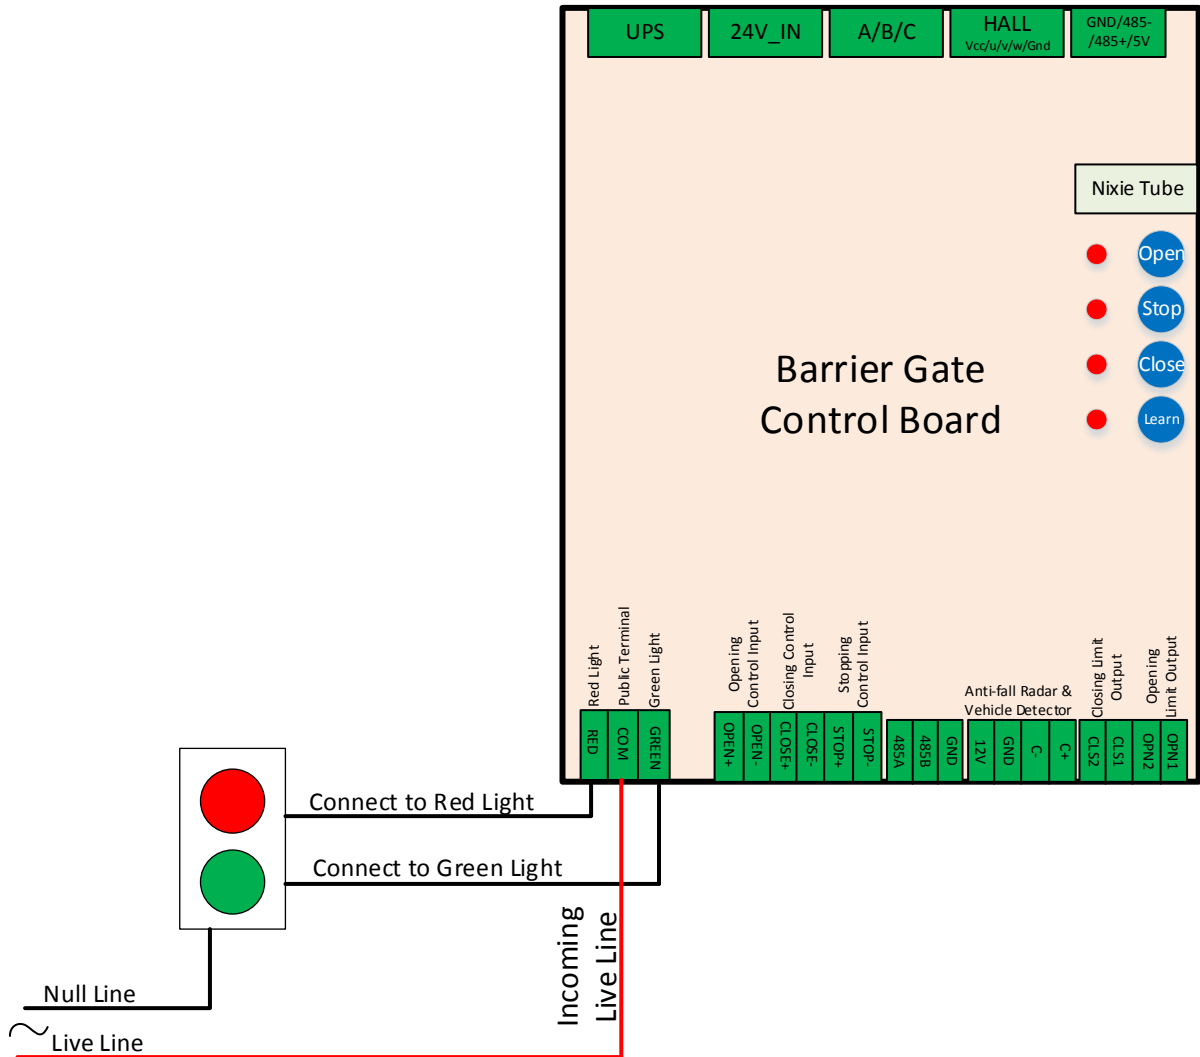 UPS
24V_IN
A/B/C
HALL
Vcc/u/v/w/Gnd
GND/485-
/485+/5V
Nixie Tube
Open
Stop
Close
Learn
Barrier Gate
Control Board
Red Light
Public Terminal
Green Light
Opening
Control Input
Closing Control
Input
Stopping
Control Input
Anti-fall Radar &
Vehicle Detector
Closing Limit
Output
Opening
Limit Output
RED
COM
GREEN
OPEN+
OPEN-
CLOSE+
CLOSE-
STOP+
STOP-
485A
485B
GND
12V
GND
C-
C+
CLS2
CLS1
OPN2
OPN1
Connect to Red Light
Connect to Green Light
Incoming
Live Line
Null Line
Live Line